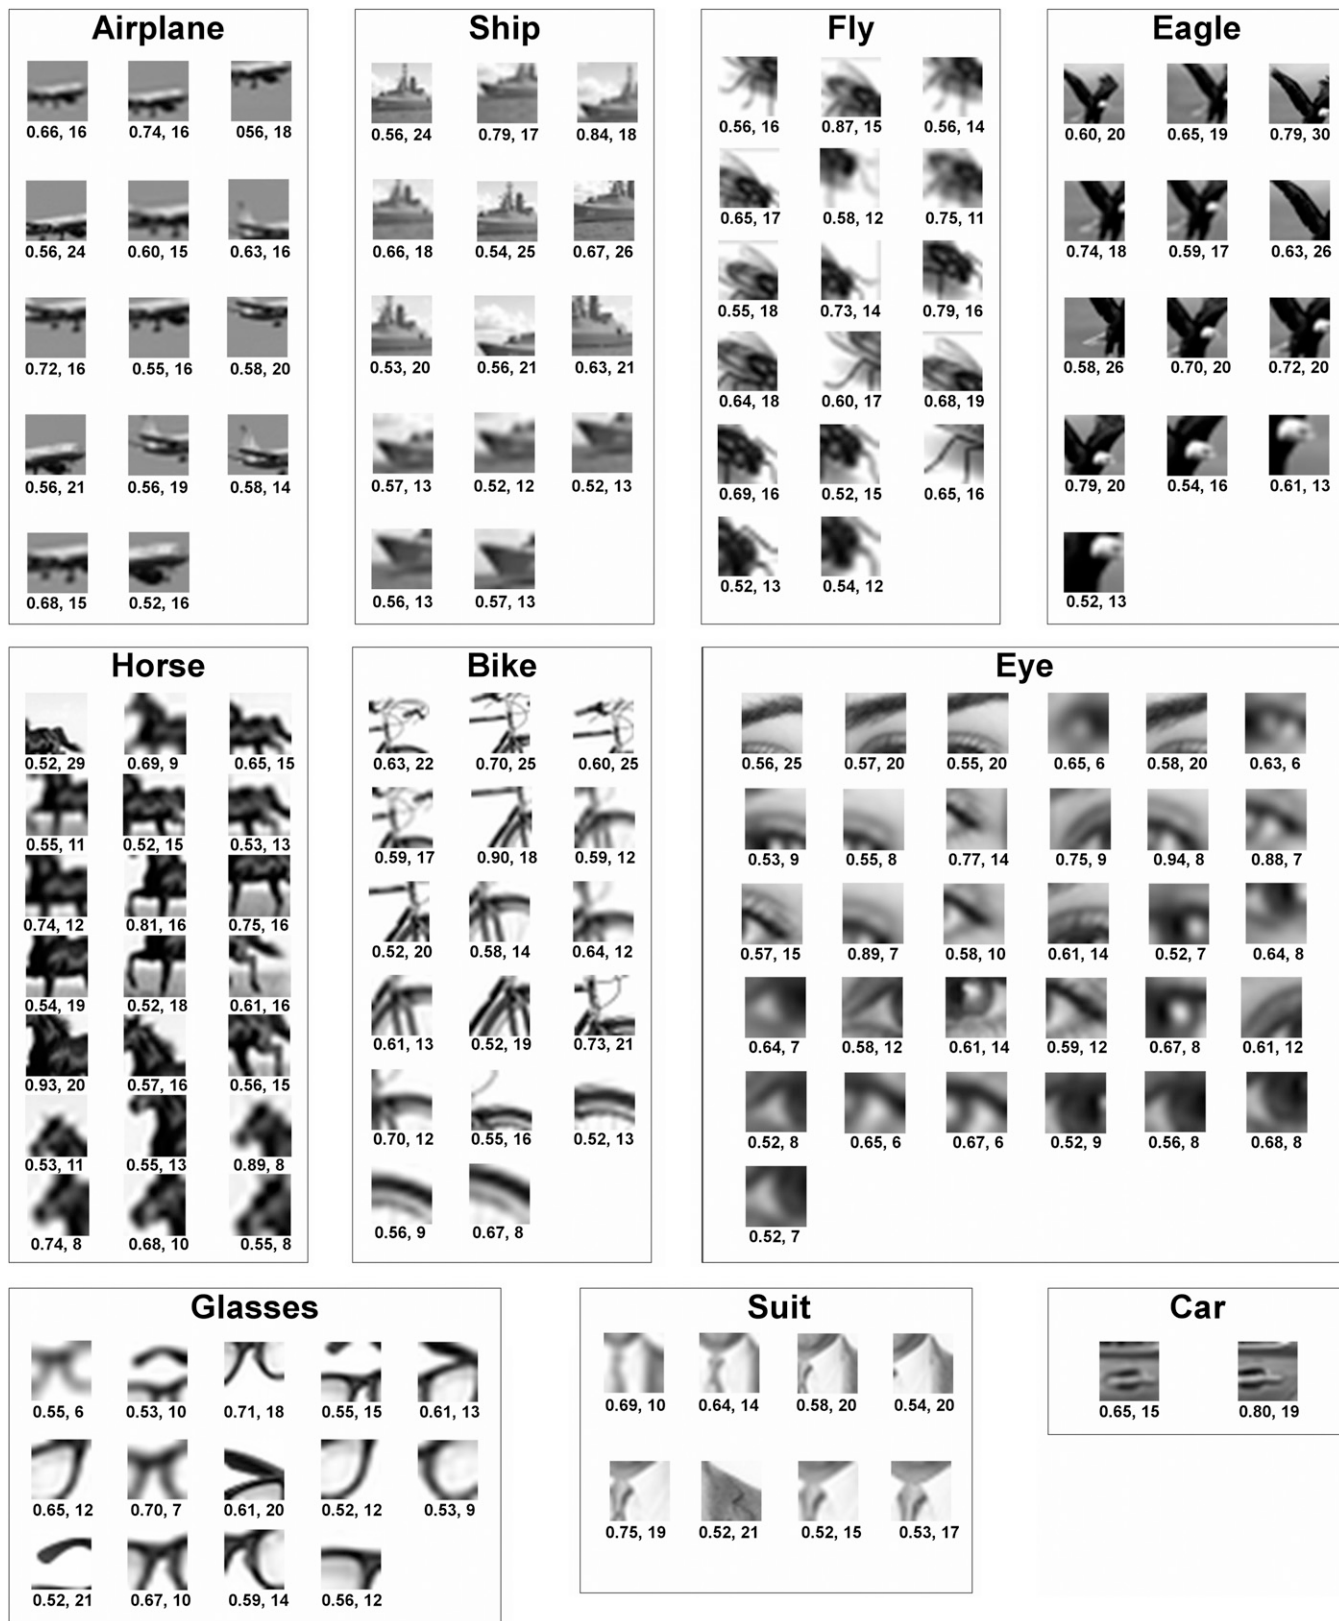 Airplane
0.66, 16 0.74, 16 056, 18
0.56, 24 0.60, 15 0.63, 16
0.72, 16 0.55, 16 0.58, 20
0.56, 21 0.56, 19 0.58, 14
0.68, 15 0.52, 16
Ship
0.56, 24 0.79, 17 0.84, 18
0.66, 18 0.54, 25 0.67, 26
0.53, 20 0.56, 21 0.63, 21
0.57, 13 0.52, 12 0.52, 13
0.56, 13 0.57, 13
Fly
0.56, 16 0.87, 15 0.56, 14
0.65, 17 0.58, 12 0.75, 11
0.55, 18 0.73, 14 0.79, 16
0.64, 18 0.60, 17 0.68, 19
0.69, 16 0.52, 15 0.65, 16
0.52, 13 0.54, 12
Eagle
0.60, 20 0.65, 19 0.79, 30
0.74, 18 0.59, 17 0.63, 26
0.58, 26 0.70, 20 0.72, 20
0.79, 20 0.54, 16 0.61, 13
0.52, 13
Horse
0.52, 29 0.69, 9 0.65, 15
0.55, 11 0.52, 15 0.53, 13
0.74, 12 0.81, 16 0.75, 16
0.54, 19 0.52, 18 0.61, 16
0.93, 20 0.57, 16 0.56, 15
0.53, 11 0.55, 13 0.89, 8
0.74, 8 0.68, 10 0.55, 8
Bike
0.63, 22 0.70, 25 0.60, 25
0.59, 17 0.90, 18 0.59, 12
0.52, 20 0.58, 14 0.64, 12
0.61, 13 0.52, 19 0.73, 21
0.70, 12 0.55, 16 0.52, 13
0.56, 9 0.67, 8
Eye
0.56, 25 0.57, 20 0.55, 20 0.65, 6 0.58, 20 0.63, 6
0.53, 9 0.55, 8 0.77, 14 0.75, 9 0.94, 8 0.88, 7
0.57, 15 0.89, 7 0.58, 10 0.61, 14 0.52, 7 0.64, 8
0.64, 7 0.58, 12 0.61, 14 0.59, 12 0.67, 8 0.61, 12
0.52, 8 0.65, 6 0.67, 6 0.52, 9 0.56, 8 0.68, 8
0.52, 7
Glasses
0.55, 6 0.53, 10 0.71, 18 0.55, 15 0.61, 13
0.65, 12 0.70, 7 0.61, 20 0.52, 12 0.53, 9
0.52, 21 0.67, 10 0.59, 14 0.56, 12
Suit
0.69, 10 0.64, 14 0.58, 20 0.54, 20
0.75, 19 0.52, 21 0.52, 15 0.53, 17
Car
0.65, 15 0.80, 19